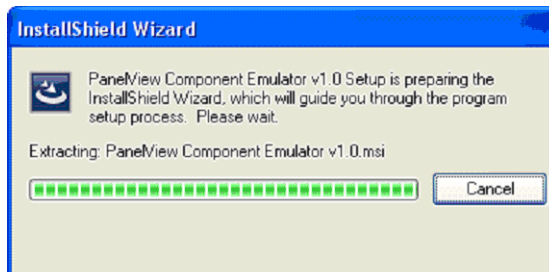 InstallShield Wizard
PanelView Component Emulator v1.0 Setup is preparing the
InstallShield Wizard, which will guide you through the program
setup process.  Please wait.
Extracting: PanelView Component Emulator v1.0.msi
Cancel